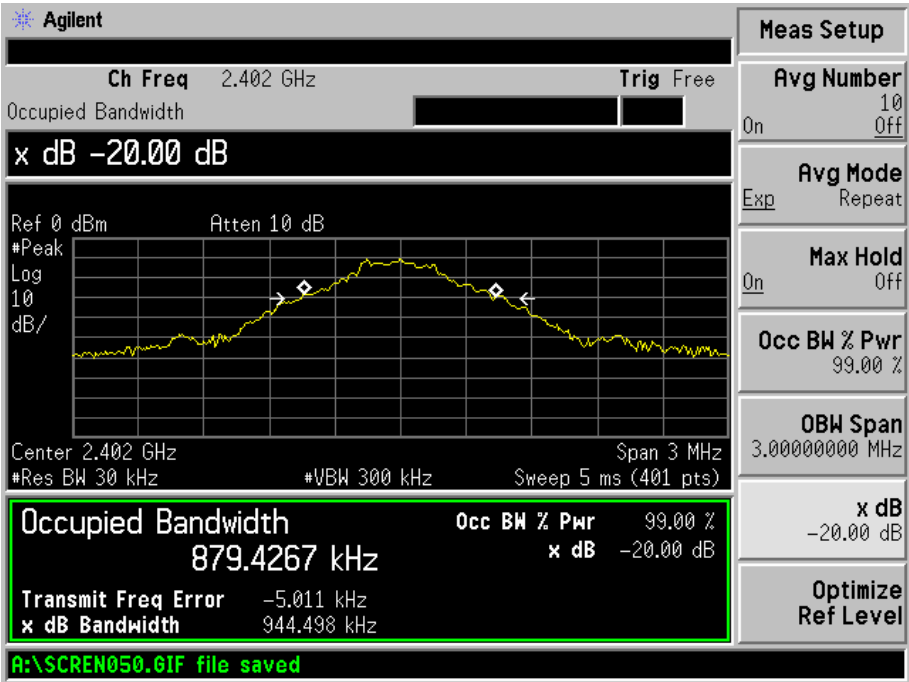 Agilent
Ch Freq 2.402 GHz Trig Free
Occupied Bandwidth
x dB -20.00 dB
Ref 0 dBm Atten 10 dB
#Peak
Log
10
dB/
Center 2.402 GHz Span 3 MHz
#Res BW 30 kHz #VBW 300 kHz Sweep 5 ms (401 pts)
Occupied Bandwidth Occ BW % Pwr 99.00 %
879.4267 kHz x dB -20.00 dB
Transmit Freq Error -5.011 kHz
x dB Bandwidth 944.498 kHz
A:\SCREN050.GIF file saved
Meas Setup
Avg Number
10
On Off
Avg Mode
Exp Repeat
Max Hold
On Off
Occ BW % Pwr
99.00 %
OBW Span
3.00000000 MHz
x dB
-20.00 dB
Optimize
Ref Level